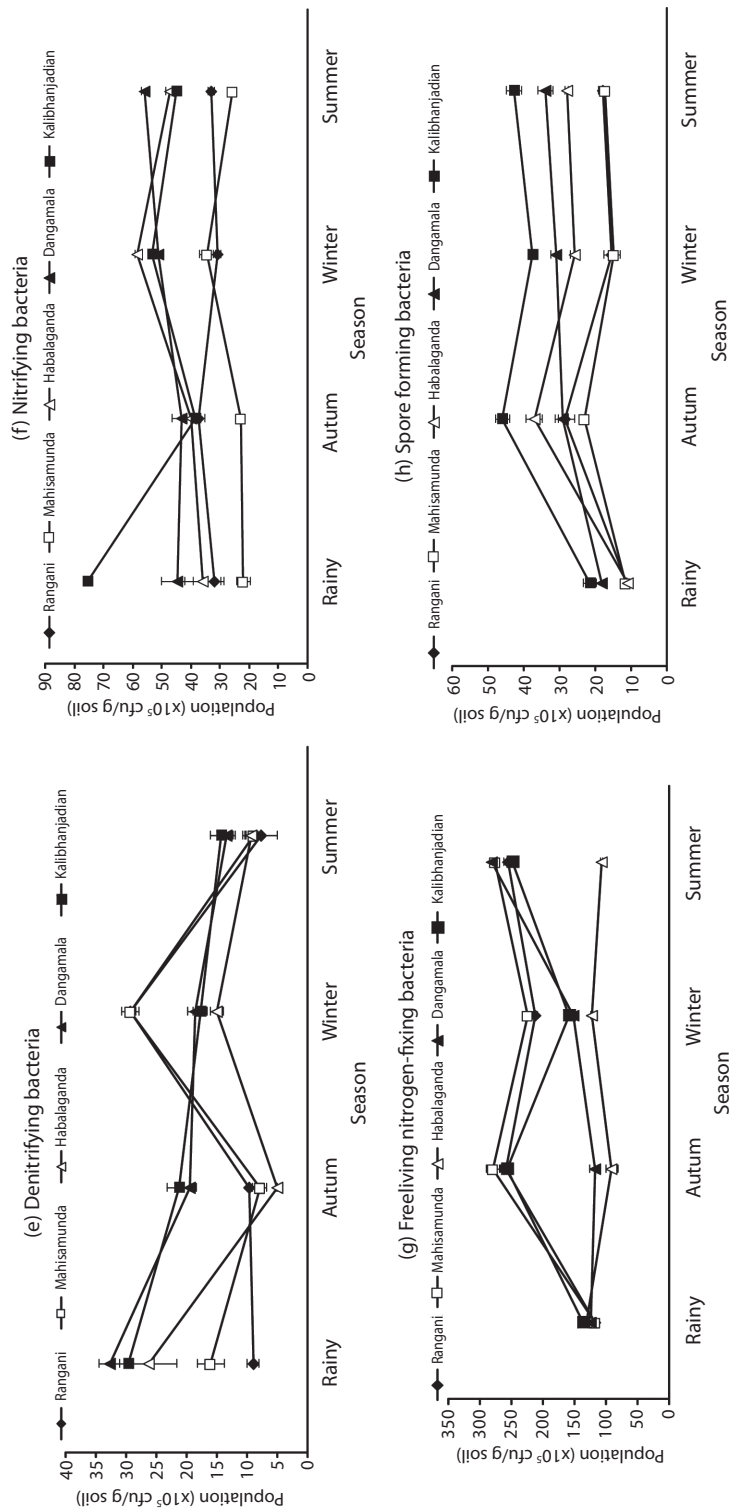 (e) Denitrifying bacteria
Rangani Mahisamunda Habalaganda Dangamala Kalibhanjadian
Population (x10⁵ cfu/g soil)
40
35
30
25
20
15
10
5
0
Rainy Autum Winter Summer
Season
(f) Nitrifying bacteria
Rangani Mahisamunda Habalaganda Dangamala Kalibhanjadian
Population (x10⁵ cfu/g soil)
90
80
70
60
50
40
30
20
10
0
Rainy Autum Winter Summer
Season
(g) Freeliving nitrogen-fixing bacteria
Rangani Mahisamunda Habalaganda Dangamala Kalibhanjadian
Population (x10⁵ cfu/g soil)
350
300
250
200
150
100
50
0
Rainy Autum Winter Summer
Season
(h) Spore forming bacteria
Rangani Mahisamunda Habalaganda Dangamala Kalibhanjadian
Population (x10⁵ cfu/g soil)
60
50
40
30
20
10
0
Rainy Autum Winter Summer
Season